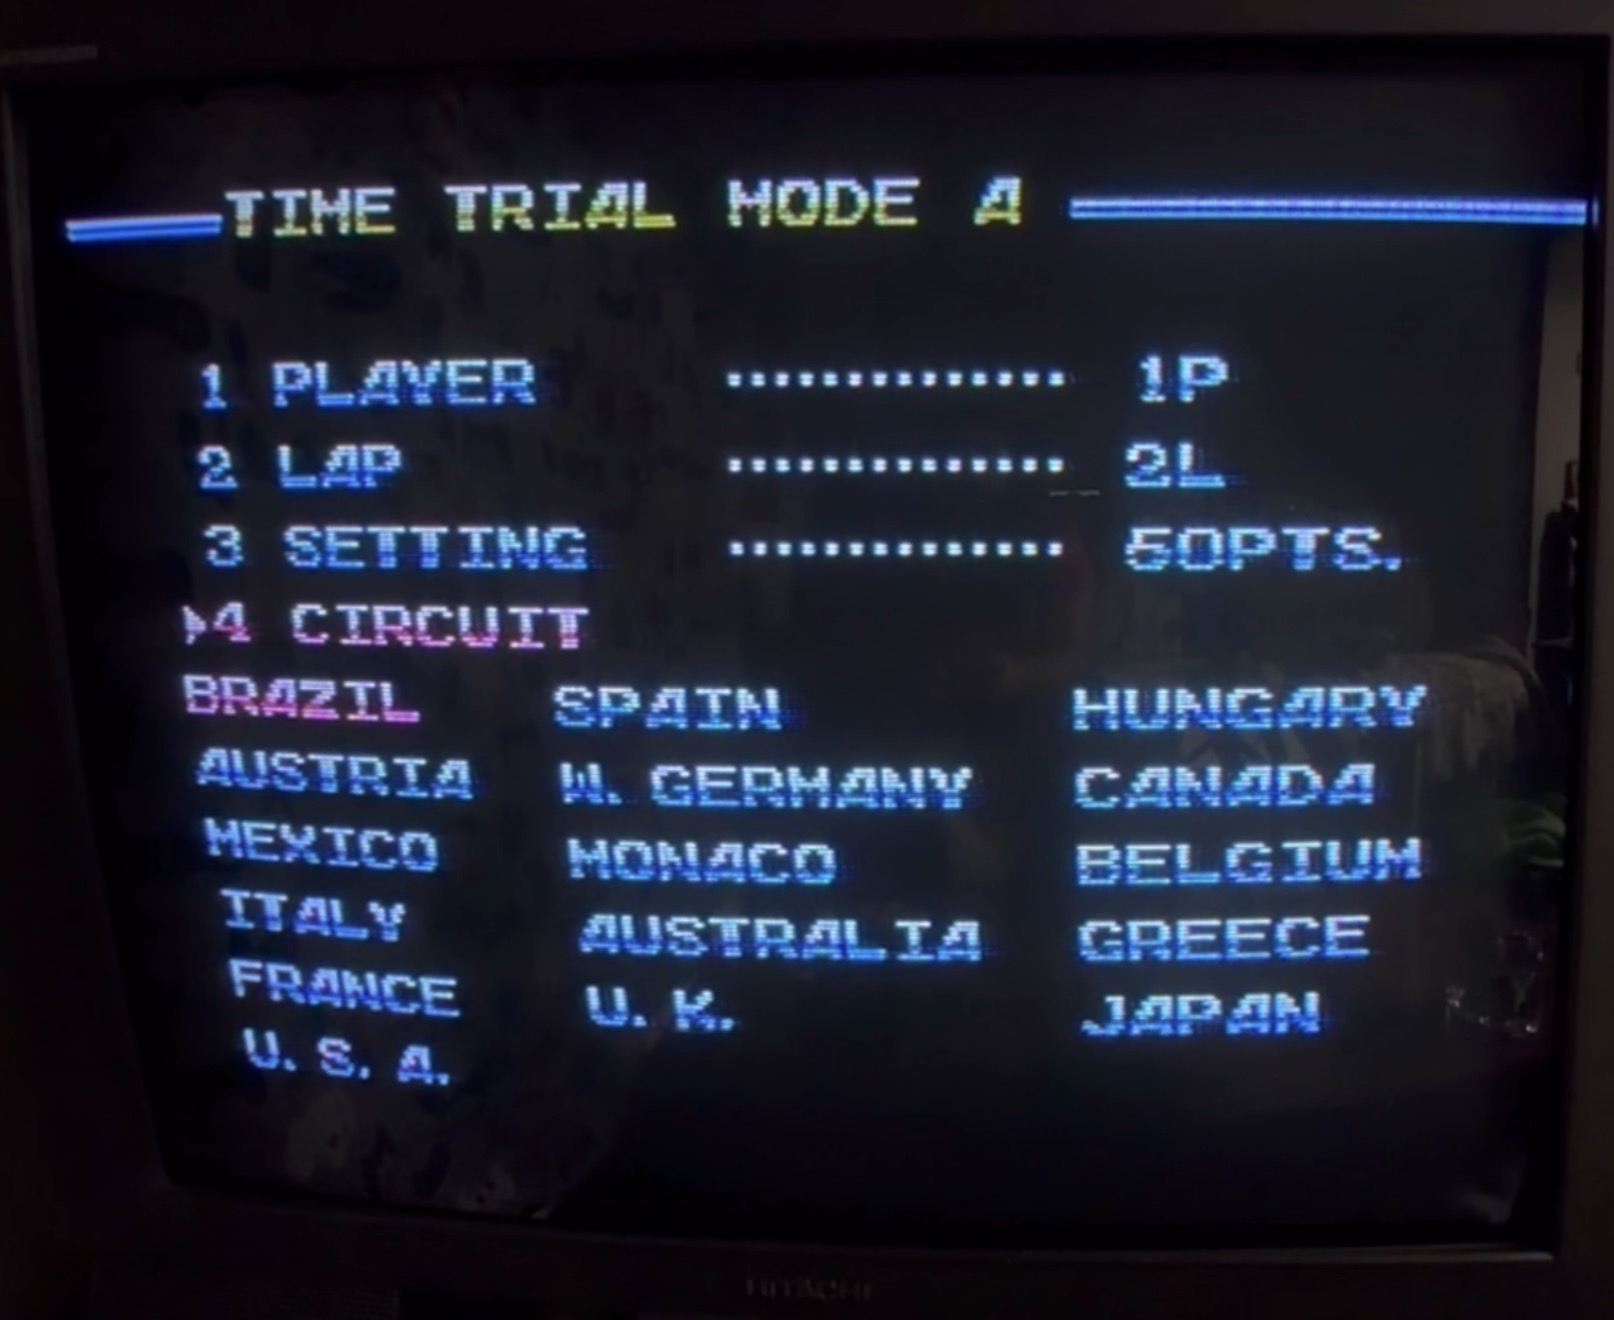 TIME TRIAL MODE A
1 PLAYER .............. 1P
2 LAP .............. 2L
3 SETTING .............. 50PTS.
▶4 CIRCUIT
BRAZIL SPAIN HUNGARY
AUSTRIA W. GERMANY CANADA
MEXICO MONACO BELGIUM
ITALY AUSTRALIA GREECE
FRANCE U. K. JAPAN
U. S. A.
HITACHI